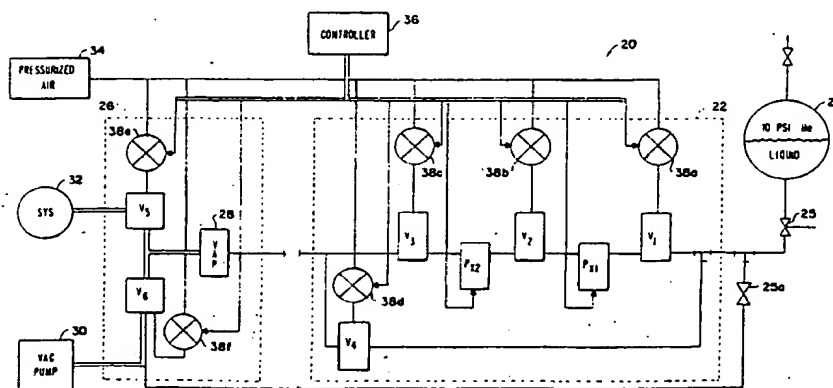 CONTROLLER
36
20
34
PRESSURIZED
AIR
26
22
38e
38c
38b
38a
10 PSI He
LIQUID
32
SYS
V5
28
VAP
V3
V2
V1
25
PX2
PX1
V6
38d
25a
38f
V4
30
VAC
PUMP